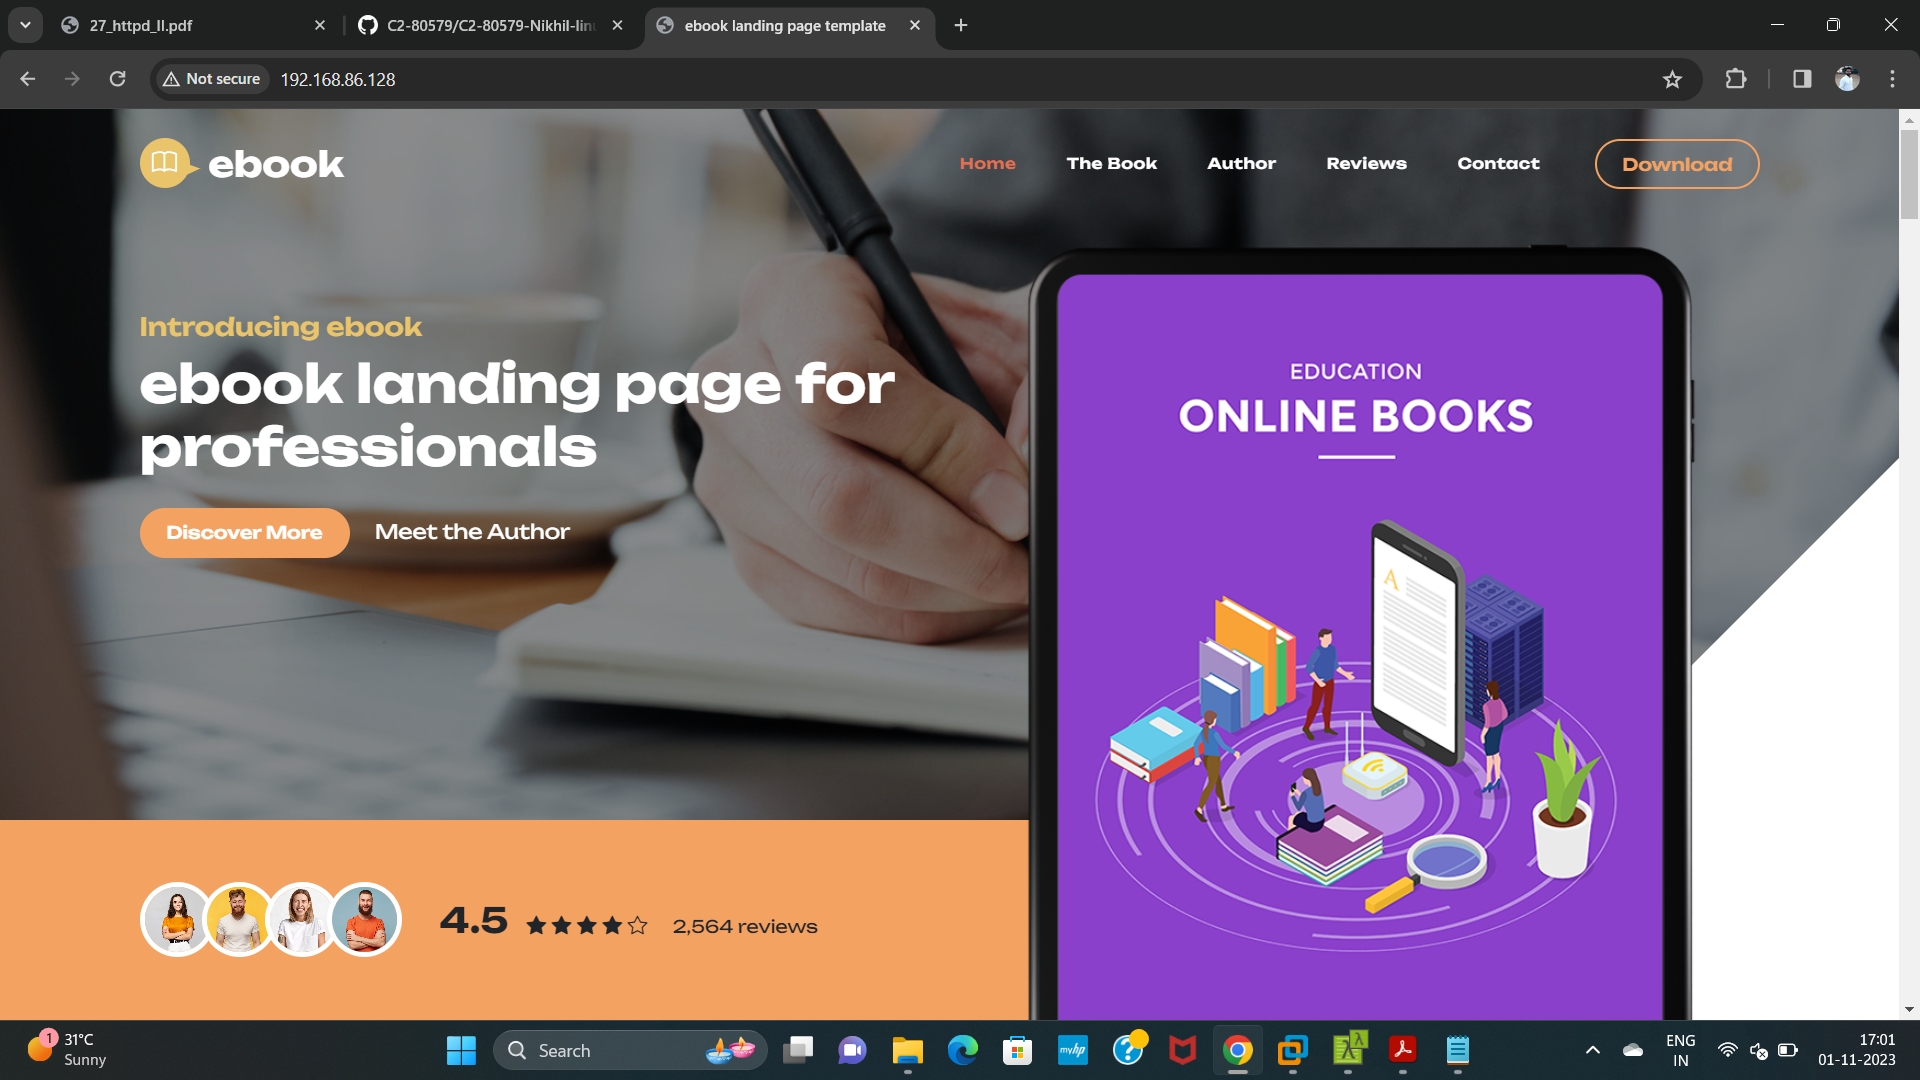 27_httpd_II.pdf
C2-80579/C2-80579-Nikhil-lin
ebook landing page template
Not secure
192.168.86.128
ebook
Home
The Book
Author
Reviews
Contact
Download
Introducing ebook
ebook landing page for
professionals
Discover More
Meet the Author
EDUCATION
ONLINE BOOKS
A
4.5
2,564 reviews
1
31°C
Sunny
Search
myhp
ENG
IN
17:01
01-11-2023